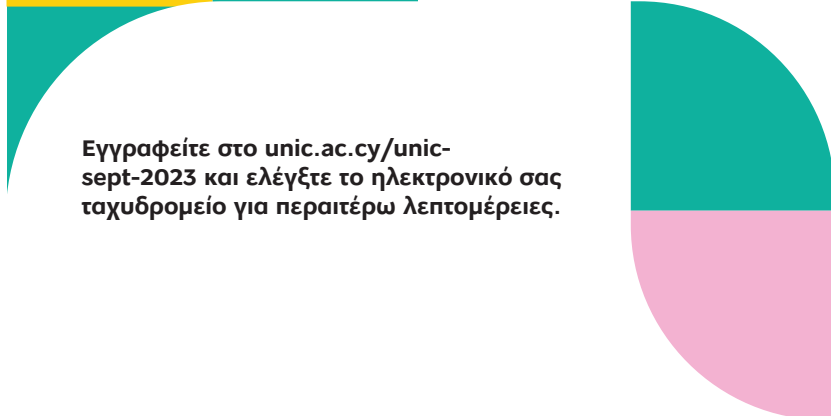 Εγγραφείτε στο unic.ac.cy/unic-
sept-2023 και ελέγξτε το ηλεκτρονικό σας
ταχυδρομείο για περαιτέρω λεπτομέρειες.